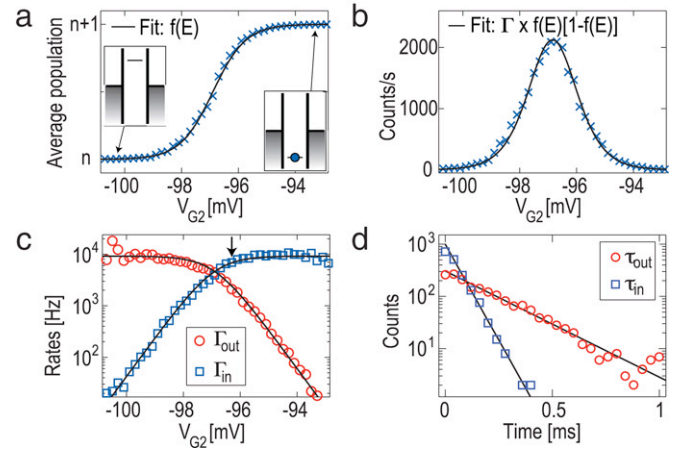 a
n+1
Fit: f(E)
Average population
n
-100
-98
-96
-94
V_G2 [mV]
b
Fit: Γ x f(E)[1-f(E)]
2000
Counts/s
1000
0
-100
-98
-96
-94
V_G2 [mV]
c
10^4
Rates [Hz]
10^3
10^2
Γ_out
Γ_in
-100
-98
-96
-94
V_G2 [mV]
d
10^3
τ_out
τ_in
Counts
10^2
10^1
0
0.5
1
Time [ms]